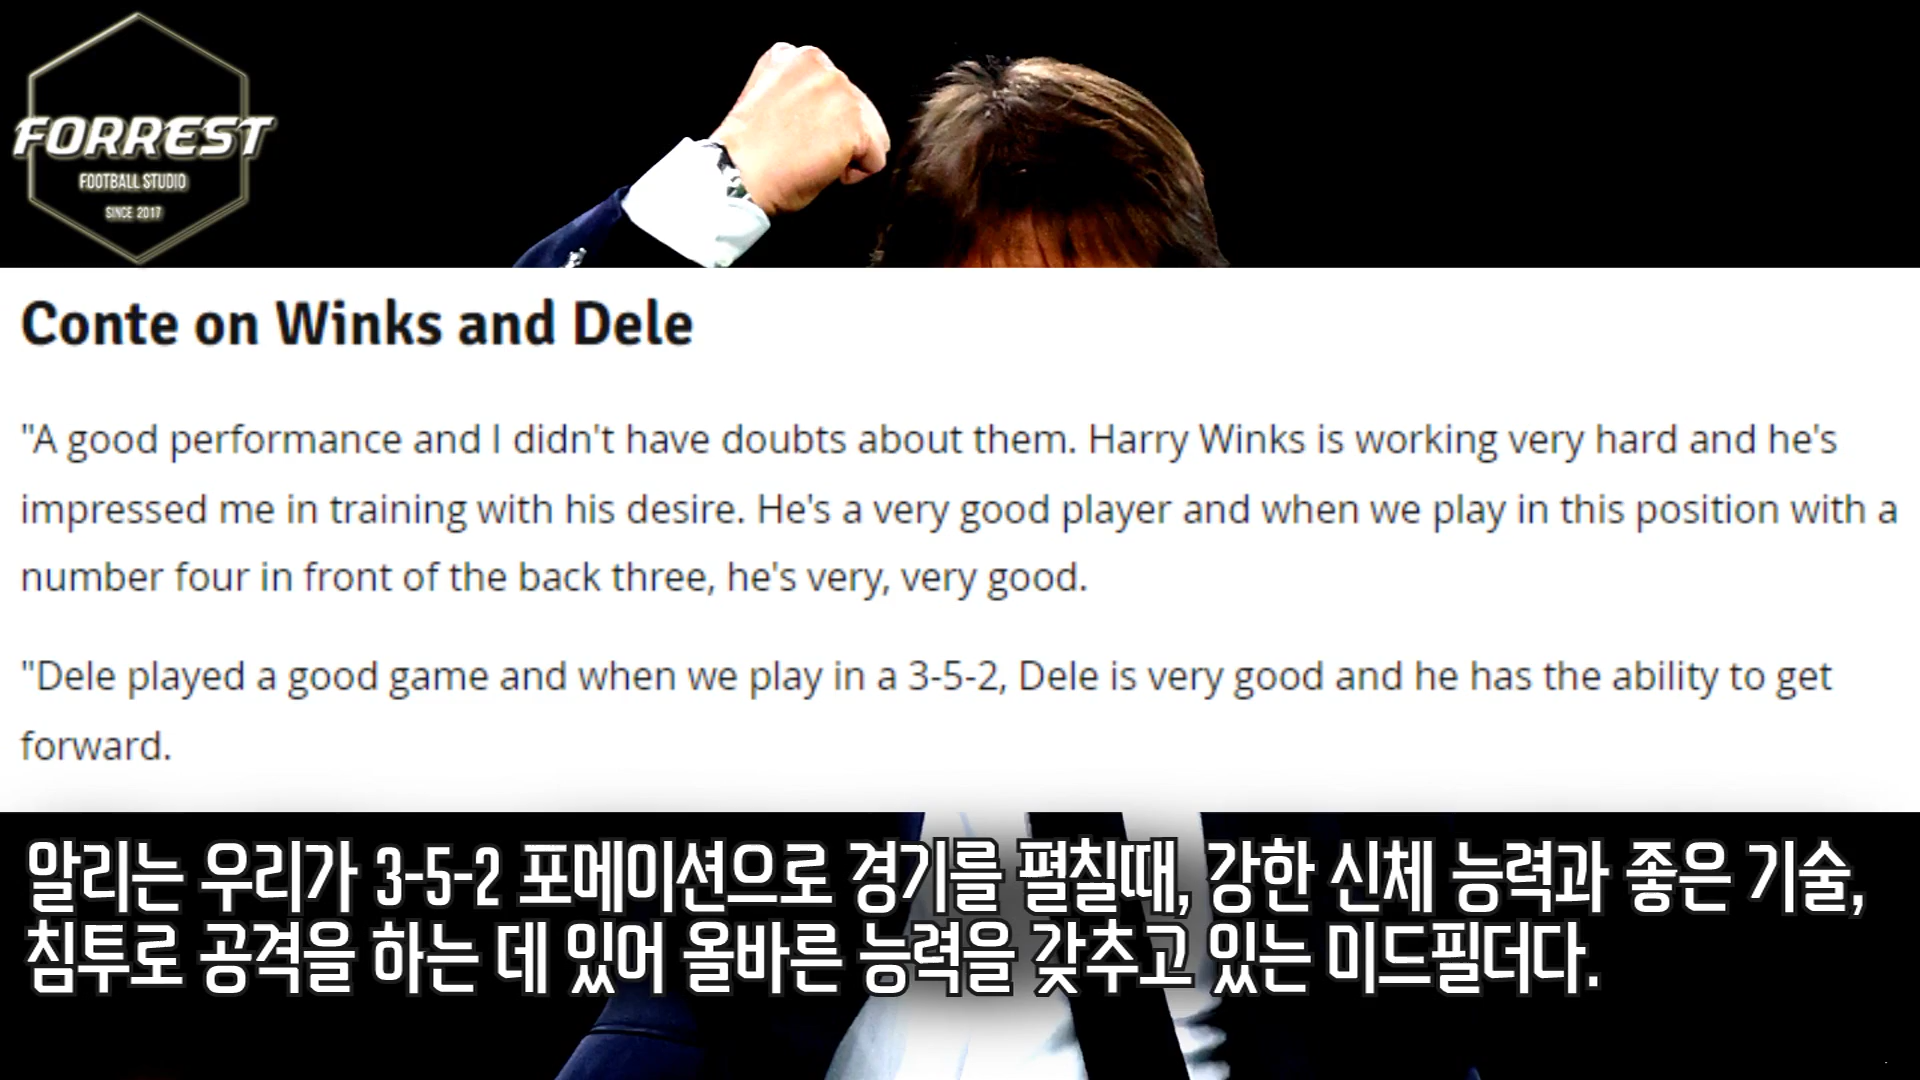 FORREST
FOOTBALL STUDIO
SINCE 2017
Conte on Winks and Dele
"A good performance and I didn't have doubts about them. Harry Winks is working very hard and he's
impressed me in training with his desire. He's a very good player and when we play in this position with a
number four in front of the back three, he's very, very good.
"Dele played a good game and when we play in a 3-5-2, Dele is very good and he has the ability to get
forward.
알리는 우리가 3-5-2 포메이션으로 경기를 펼칠때, 강한 신체 능력과 좋은 기술,
침투로 공격을 하는 데 있어 올바른 능력을 갖추고 있는 미드필더다.